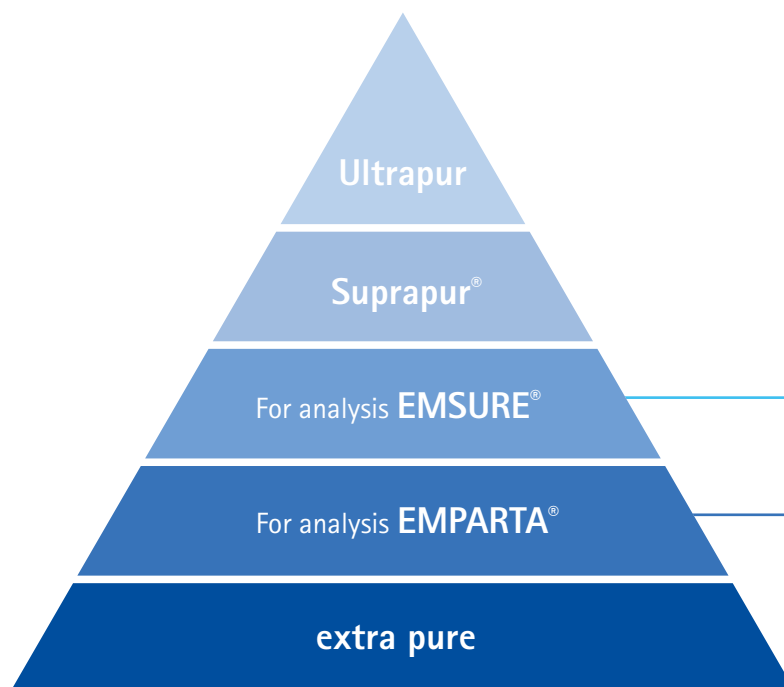 Ultrapur
Suprapur®
For analysis EMSURE®
For analysis EMPARTA®
extra pure